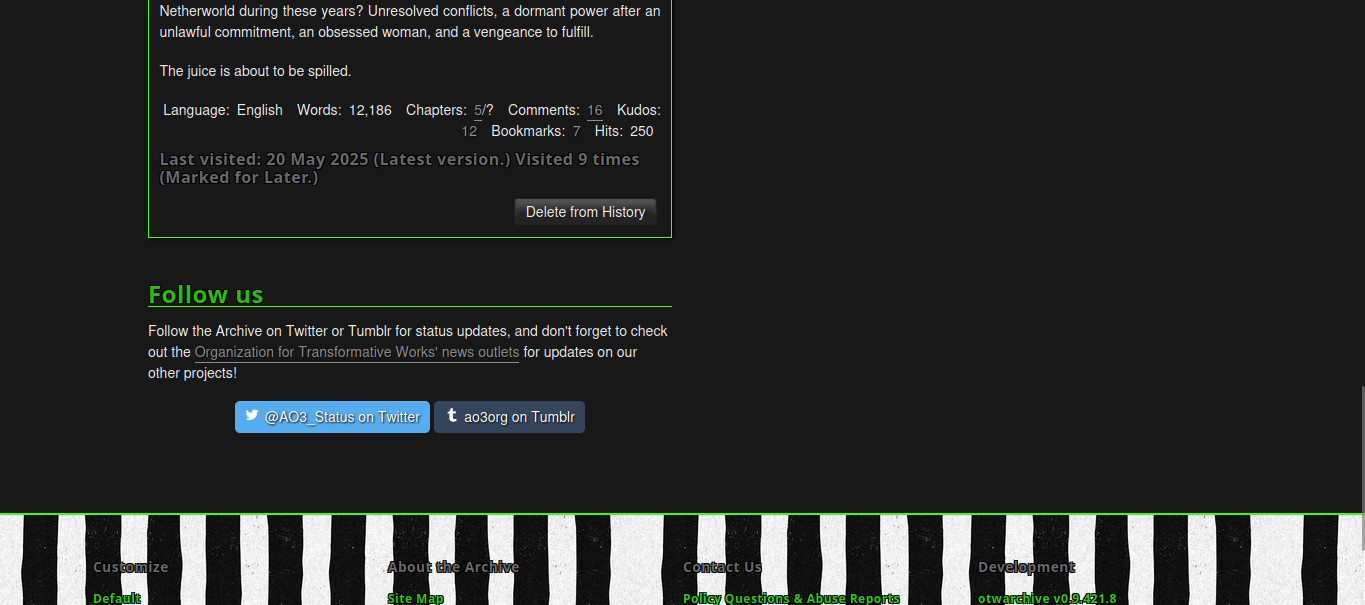 Netherworld during these years? Unresolved conflicts, a dormant power after an
unlawful commitment, an obsessed woman, and a vengeance to fulfill.
The juice is about to be spilled.
Language: English Words: 12,186 Chapters: 5/? Comments: 16 Kudos:
12 Bookmarks: 7 Hits: 250
Last visited: 20 May 2025 (Latest version.) Visited 9 times
(Marked for Later.)
Delete from History
Follow us
Follow the Archive on Twitter or Tumblr for status updates, and don't forget to check
out the Organization for Transformative Works' news outlets for updates on our
other projects!
@AO3_Status on Twitter ao3org on Tumblr
Customize About the Archive Contact Us Development
Default Site Map Policy Questions & Abuse Reports otwarchive v0.9.421.8